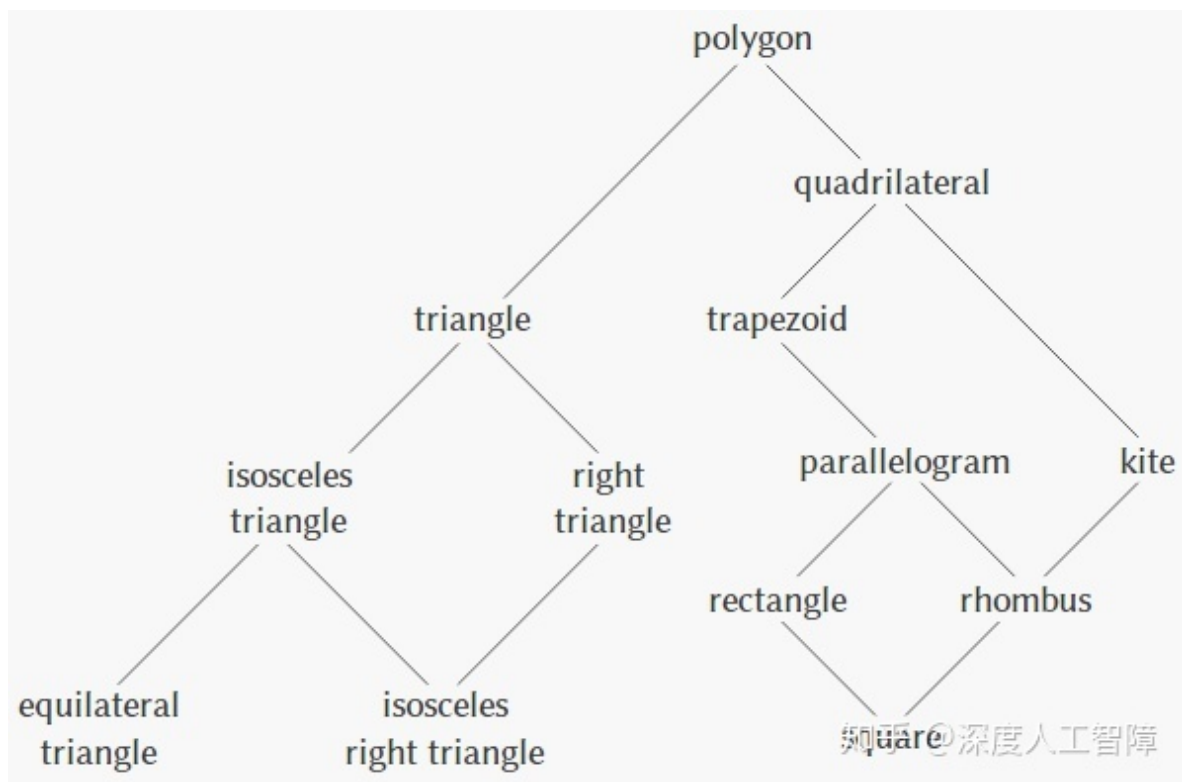 polygon
quadrilateral
triangle
trapezoid
isosceles
triangle
right
triangle
parallelogram
kite
rectangle
rhombus
equilateral
triangle
isosceles
right triangle
square
知乎 @深度人工智障